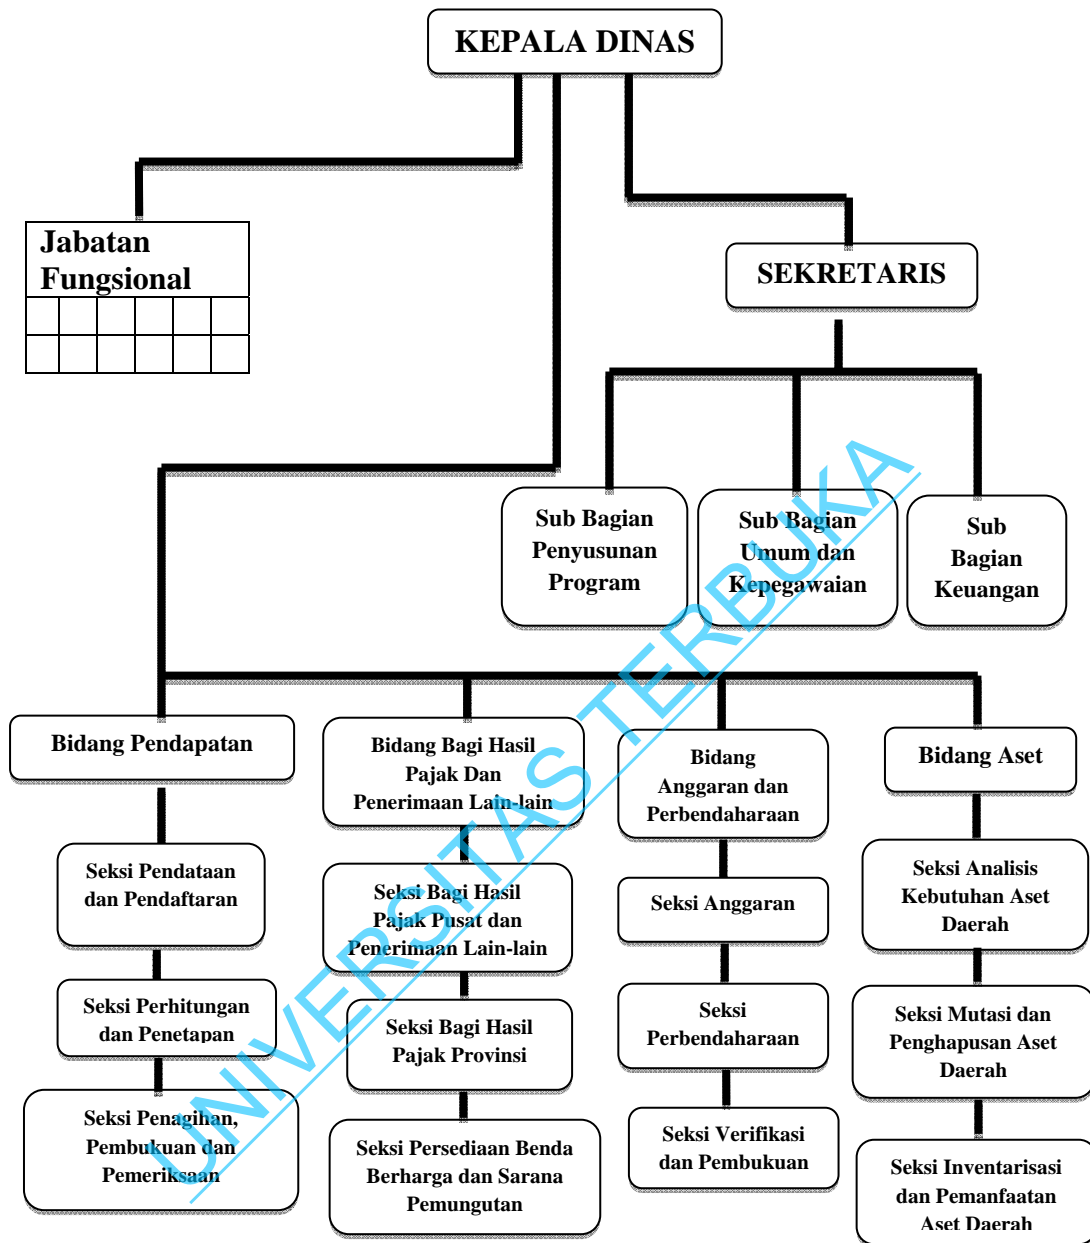 KEPALA DINAS
Jabatan
Fungsional
SEKRETARIS
Sub Bagian
Penyusunan
Program
Sub Bagian
Umum dan
Kepegawaian
Sub
Bagian
Keuangan
Bidang Pendapatan
Bidang Bagi Hasil
Pajak Dan
Penerimaan Lain-lain
Bidang
Anggaran dan
Perbendaharaan
Bidang Aset
Seksi Pendataan
dan Pendaftaran
Seksi Bagi Hasil
Pajak Pusat dan
Penerimaan Lain-lain
Seksi Anggaran
Seksi Analisis
Kebutuhan Aset
Daerah
Seksi Perhitungan
dan Penetapan
Seksi Bagi Hasil
Pajak Provinsi
Seksi
Perbendaharaan
Seksi Mutasi dan
Penghapusan Aset
Daerah
Seksi Penagihan,
Pembukuan dan
Pemeriksaan
Seksi Persediaan Benda
Berharga dan Sarana
Pemungutan
Seksi Verifikasi
dan Pembukuan
Seksi Inventarisasi
dan Pemanfaatan
Aset Daerah
UNIVERSITAS TERBUKA